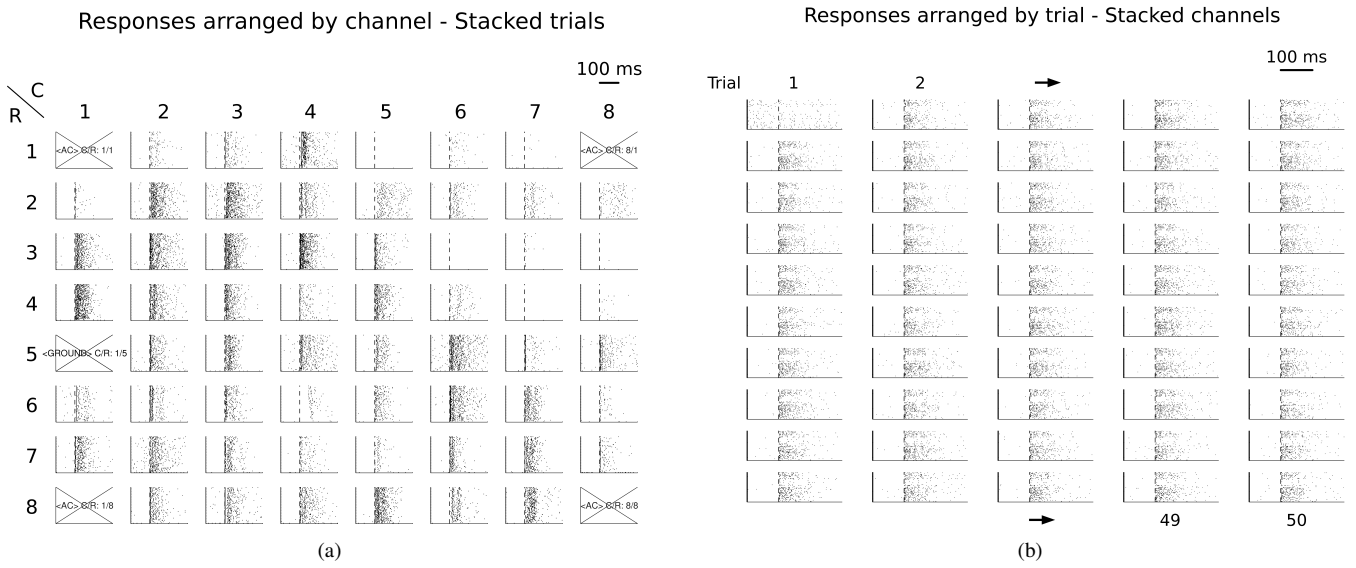 Responses arranged by channel - Stacked trials
100 ms
C
R
1 2 3 4 5 6 7 8
1 <AC> C/R: 1/1 <AC> C/R: 8/1
2
3
4
5 <GROUND> C/R: 1/5
6
7
8 <AC> C/R: 1/8 <AC> C/R: 8/8
(a)
Responses arranged by trial - Stacked channels
100 ms
Trial 1 2
49 50
(b)